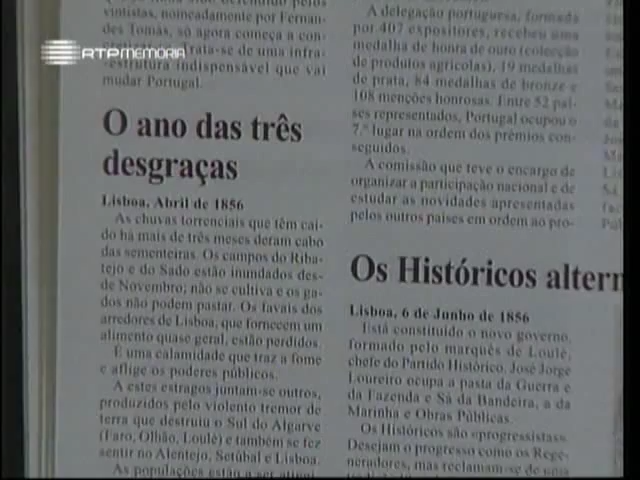 RTP MEMÓRIA
vintistas, nomeadamente por Fernan-
des Tomás, só agora começa a con-
trata-se de uma infra-
estrutura indispensável que vai
mudar Portugal.
O ano das três
desgraças
Lisboa, Abril de 1856
As chuvas torrenciais que têm caí-
do há mais de três meses deram cabo
das sementeiras. Os campos do Riba-
tejo e do Sado estão inundados des-
de Novembro; não se cultiva e os ga-
dos não podem pastar. Os favais dos
arredores de Lisboa, que fornecem um
alimento quase geral, estão perdidos.
É uma calamidade que traz a fome
e aflige os poderes públicos.
A estes estragos juntam-se outros,
produzidos pelo violento tremor de
terra que destruiu o Sul do Algarve
(Faro, Olhão, Loulé) e também se fez
sentir no Alentejo, Setúbal e Lisboa.
As populações estão a ser
A delegação portuguesa, formada
por 407 expositores, recebeu uma
medalha de honra de ouro (colecção
de produtos agrícolas), 19 medalhas
de prata, 84 medalhas de bronze e
108 menções honrosas. Entre 52 paí-
ses representados, Portugal ocupou o
7.º lugar na ordem dos prémios con-
seguidos.
A comissão que teve o encargo de
organizar a participação nacional e de
estudar as novidades apresentadas
pelos outros países em ordem ao pro-
Os Históricos altern
Lisboa, 6 de Junho de 1856
Está constituído o novo governo,
formado pelo marquês de Loulé,
chefe do Partido Histórico. José Jorge
Loureiro ocupa a pasta da Guerra e
da Fazenda e Sá da Bandeira, a da
Marinha e Obras Públicas.
Os Históricos são «progressistas».
Desejam o progresso como os Rege-
neradores, mas reclamam-se de uma